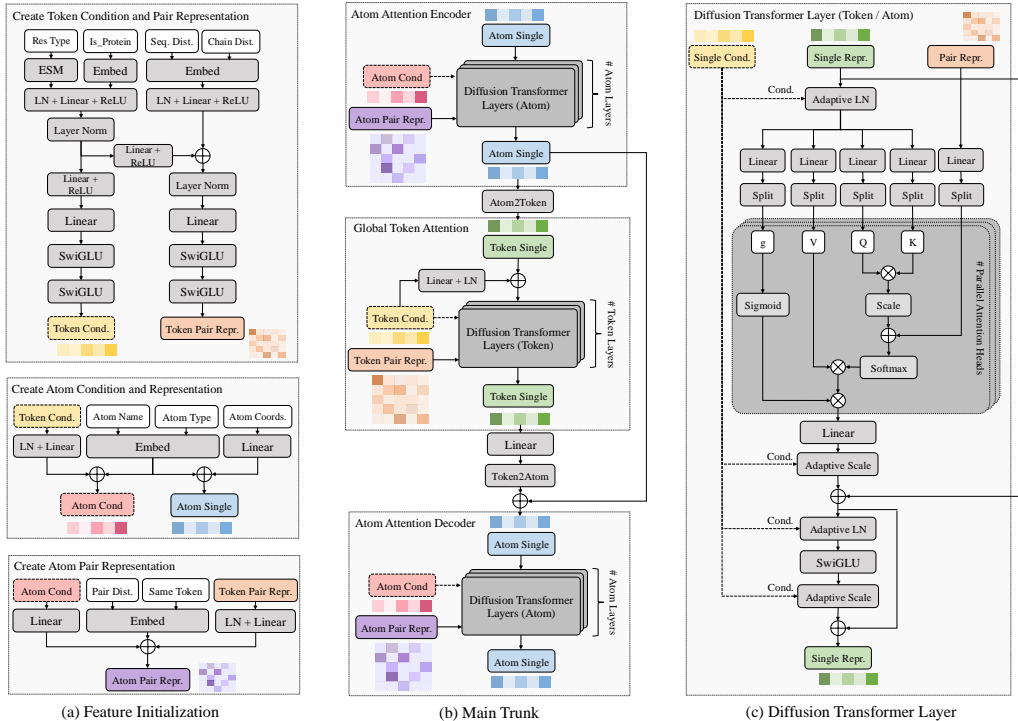 Create Token Condition and Pair Representation
Res Type
Is_Protein
Seq. Dist.
Chain Dist.
ESM
Embed
Embed
LN + Linear + ReLU
LN + Linear + ReLU
Layer Norm
Linear +
ReLU
Linear +
ReLU
Layer Norm
Linear
Linear
SwiGLU
SwiGLU
SwiGLU
SwiGLU
Token Cond.
Token Pair Repr.
Create Atom Condition and Representation
Token Cond.
Atom Name
Atom Type
Atom Coords.
LN + Linear
Embed
Linear
Atom Cond
Atom Single
Create Atom Pair Representation
Atom Cond
Pair Dist.
Same Token
Token Pair Repr.
Linear
Embed
LN + Linear
Atom Pair Repr.
(a) Feature Initialization
Atom Attention Encoder
Atom Single
Atom Cond
Diffusion Transformer
Layers (Atom)
# Atom Layers
Atom Pair Repr.
Atom Single
Atom2Token
Global Token Attention
Token Single
Linear + LN
Token Cond.
Diffusion Transformer
Layers (Token)
# Token Layers
Token Pair Repr.
Token Single
Linear
Token2Atom
Atom Attention Decoder
Atom Single
Atom Cond
Diffusion Transformer
Layers (Atom)
# Atom Layers
Atom Pair Repr.
Atom Single
(b) Main Trunk
Diffusion Transformer Layer (Token / Atom)
Single Cond.
Single Repr.
Pair Repr.
Cond.
Adaptive LN
Linear
Linear
Linear
Linear
Linear
Split
Split
Split
Split
Split
g
V
Q
K
Sigmoid
Scale
Softmax
# Parallel Attention Heads
Linear
Cond.
Adaptive Scale
Cond.
Adaptive LN
SwiGLU
Cond.
Adaptive Scale
Single Repr.
(c) Diffusion Transformer Layer